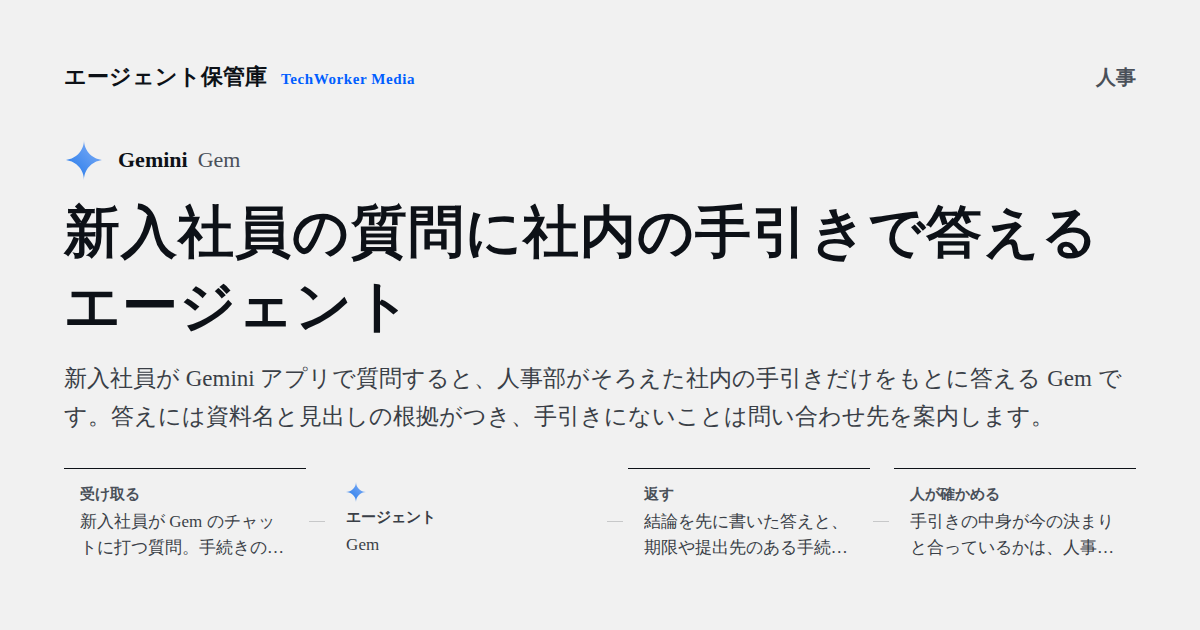 エージェント保管庫 TechWorker Media
人事
Gemini Gem
新入社員の質問に社内の手引きで答える
エージェント
新入社員が Gemini アプリで質問すると、人事部がそろえた社内の手引きだけをもとに答える Gem で
す。答えには資料名と見出しの根拠がつき、手引きにないことは問い合わせ先を案内します。
受け取る
新入社員が Gem のチャッ
トに打つ質問。手続きの…
エージェント
Gem
返す
結論を先に書いた答えと、
期限や提出先のある手続…
人が確かめる
手引きの中身が今の決まり
と合っているかは、人事…